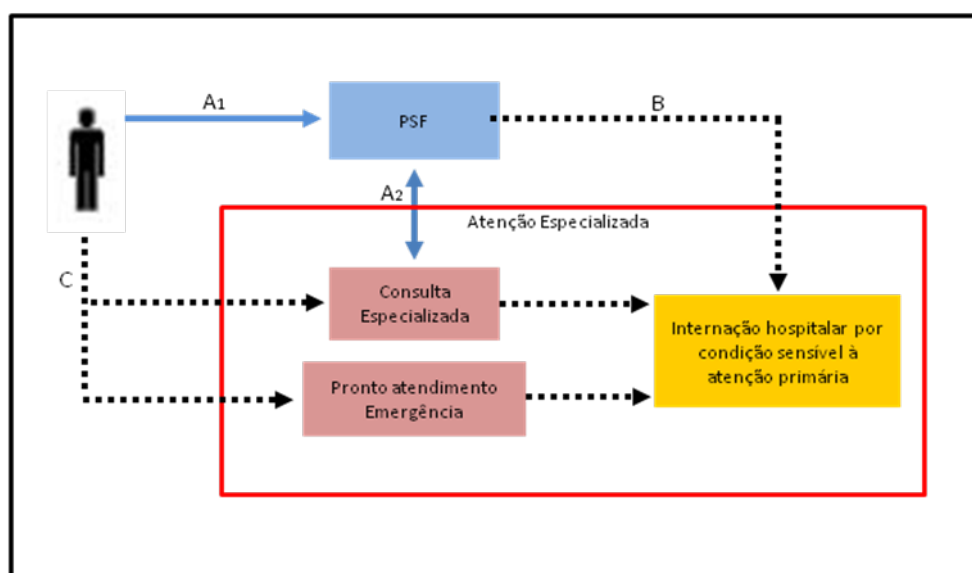 A1
PSF
B
A2
Atenção Especializada
C
Consulta
Especializada
Internação hospitalar por
condição sensível à
atenção primária
Pronto atendimento
Emergência